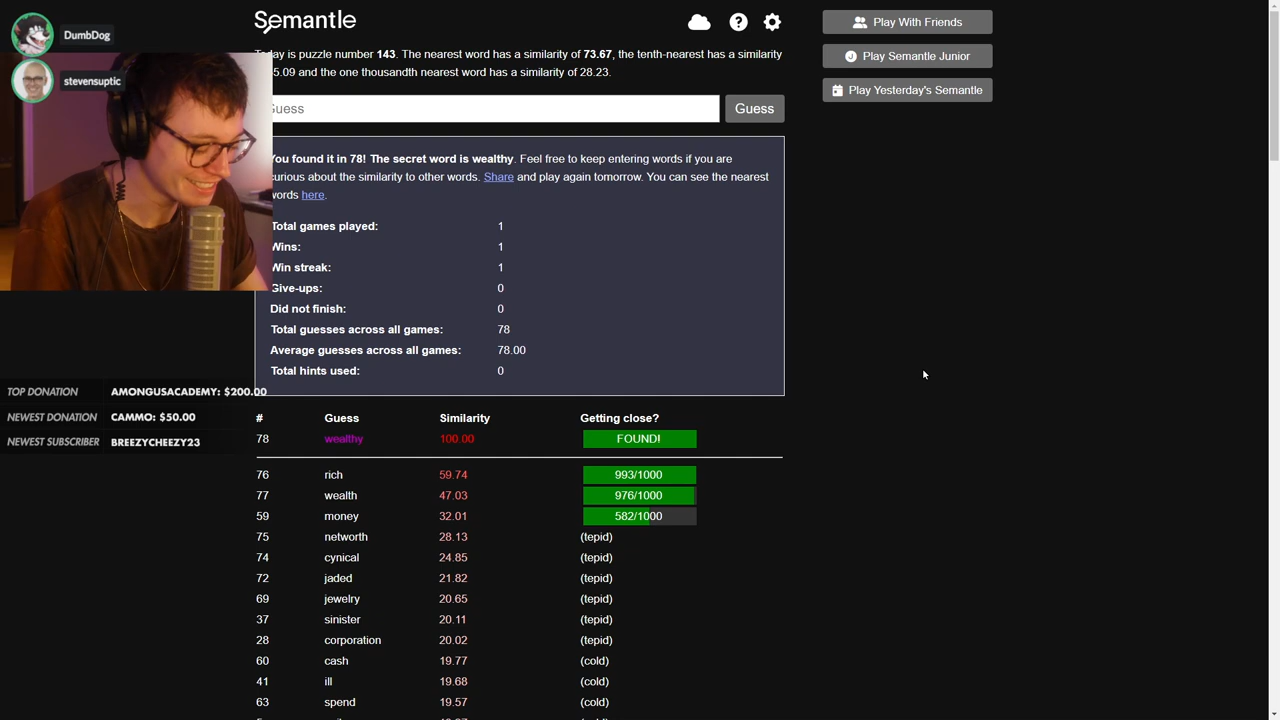 DumbDog
stevensuptic
Semantle
Play With Friends
Play Semantle Junior
Play Yesterday's Semantle
Today is puzzle number 143. The nearest word has a similarity of 73.67, the tenth-nearest has a similarity
5.09 and the one thousandth nearest word has a similarity of 28.23.
Guess
Guess
You found it in 78! The secret word is wealthy. Feel free to keep entering words if you are
curious about the similarity to other words. Share and play again tomorrow. You can see the nearest
words here.
Total games played: 1
Wins: 1
Win streak: 1
Give-ups: 0
Did not finish: 0
Total guesses across all games: 78
Average guesses across all games: 78.00
Total hints used: 0
TOP DONATION AMONGUSACADEMY: $200.00
NEWEST DONATION CAMMO: $50.00
NEWEST SUBSCRIBER BREEZYCHEEZY23
# Guess Similarity Getting close?
78 wealthy 100.00 FOUND!
76 rich 59.74 993/1000
77 wealth 47.03 976/1000
59 money 32.01 582/1000
75 networth 28.13 (tepid)
74 cynical 24.85 (tepid)
72 jaded 21.82 (tepid)
69 jewelry 20.65 (tepid)
37 sinister 20.11 (tepid)
28 corporation 20.02 (tepid)
60 cash 19.77 (cold)
41 ill 19.68 (cold)
63 spend 19.57 (cold)